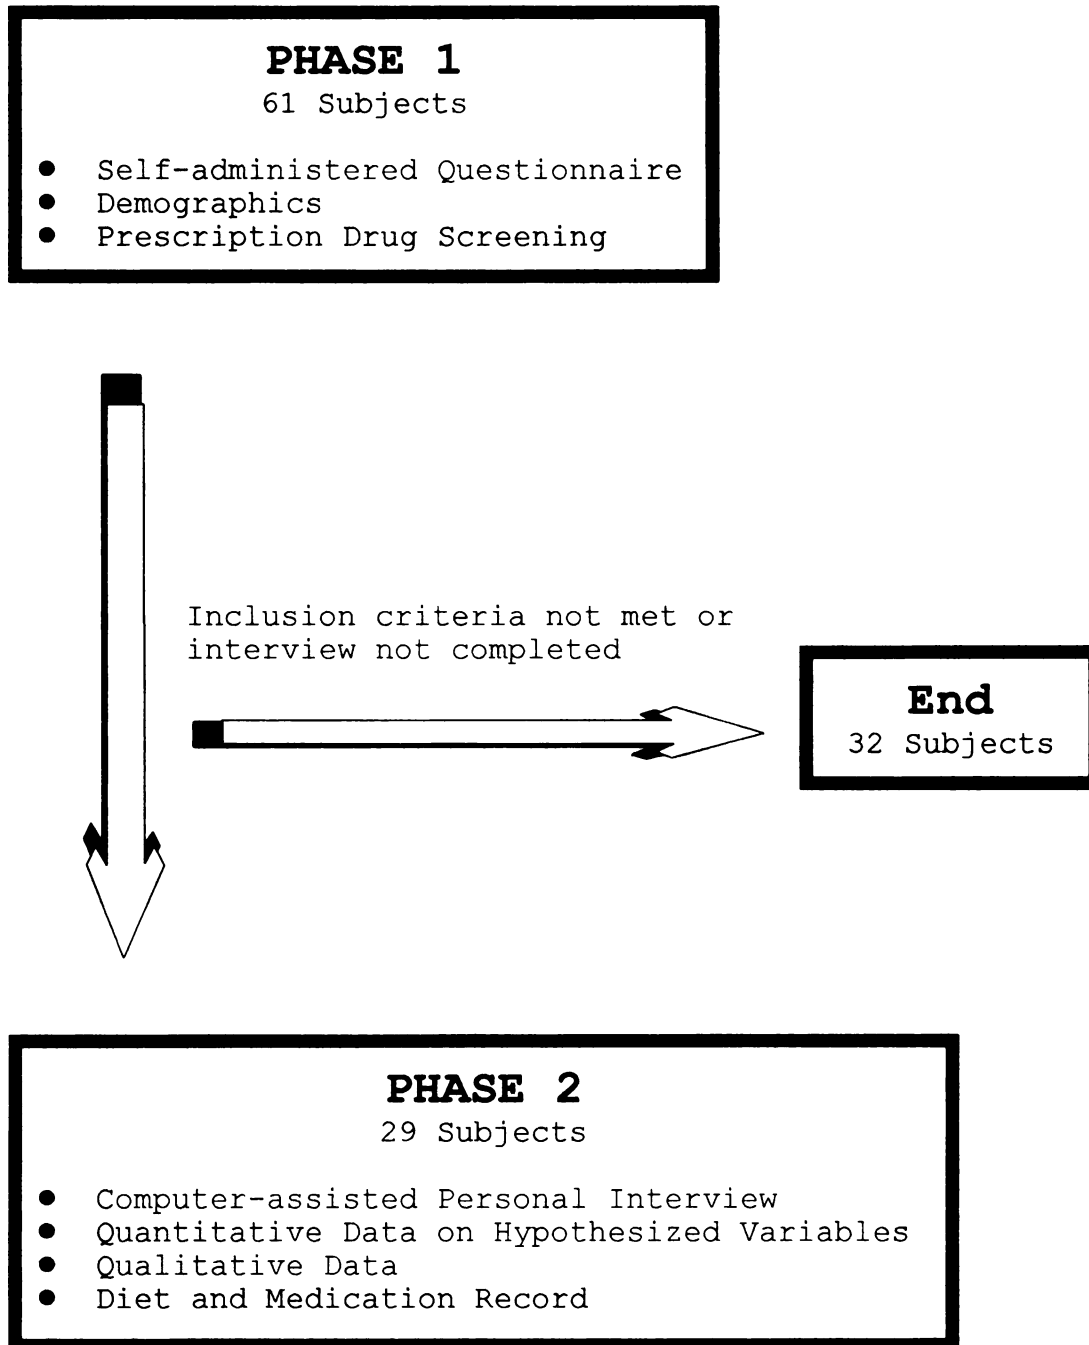 PHASE 1
61 Subjects
● Self-administered Questionnaire
● Demographics
● Prescription Drug Screening
Inclusion criteria not met or
interview not completed
End
32 Subjects
PHASE 2
29 Subjects
● Computer-assisted Personal Interview
● Quantitative Data on Hypothesized Variables
● Qualitative Data
● Diet and Medication Record